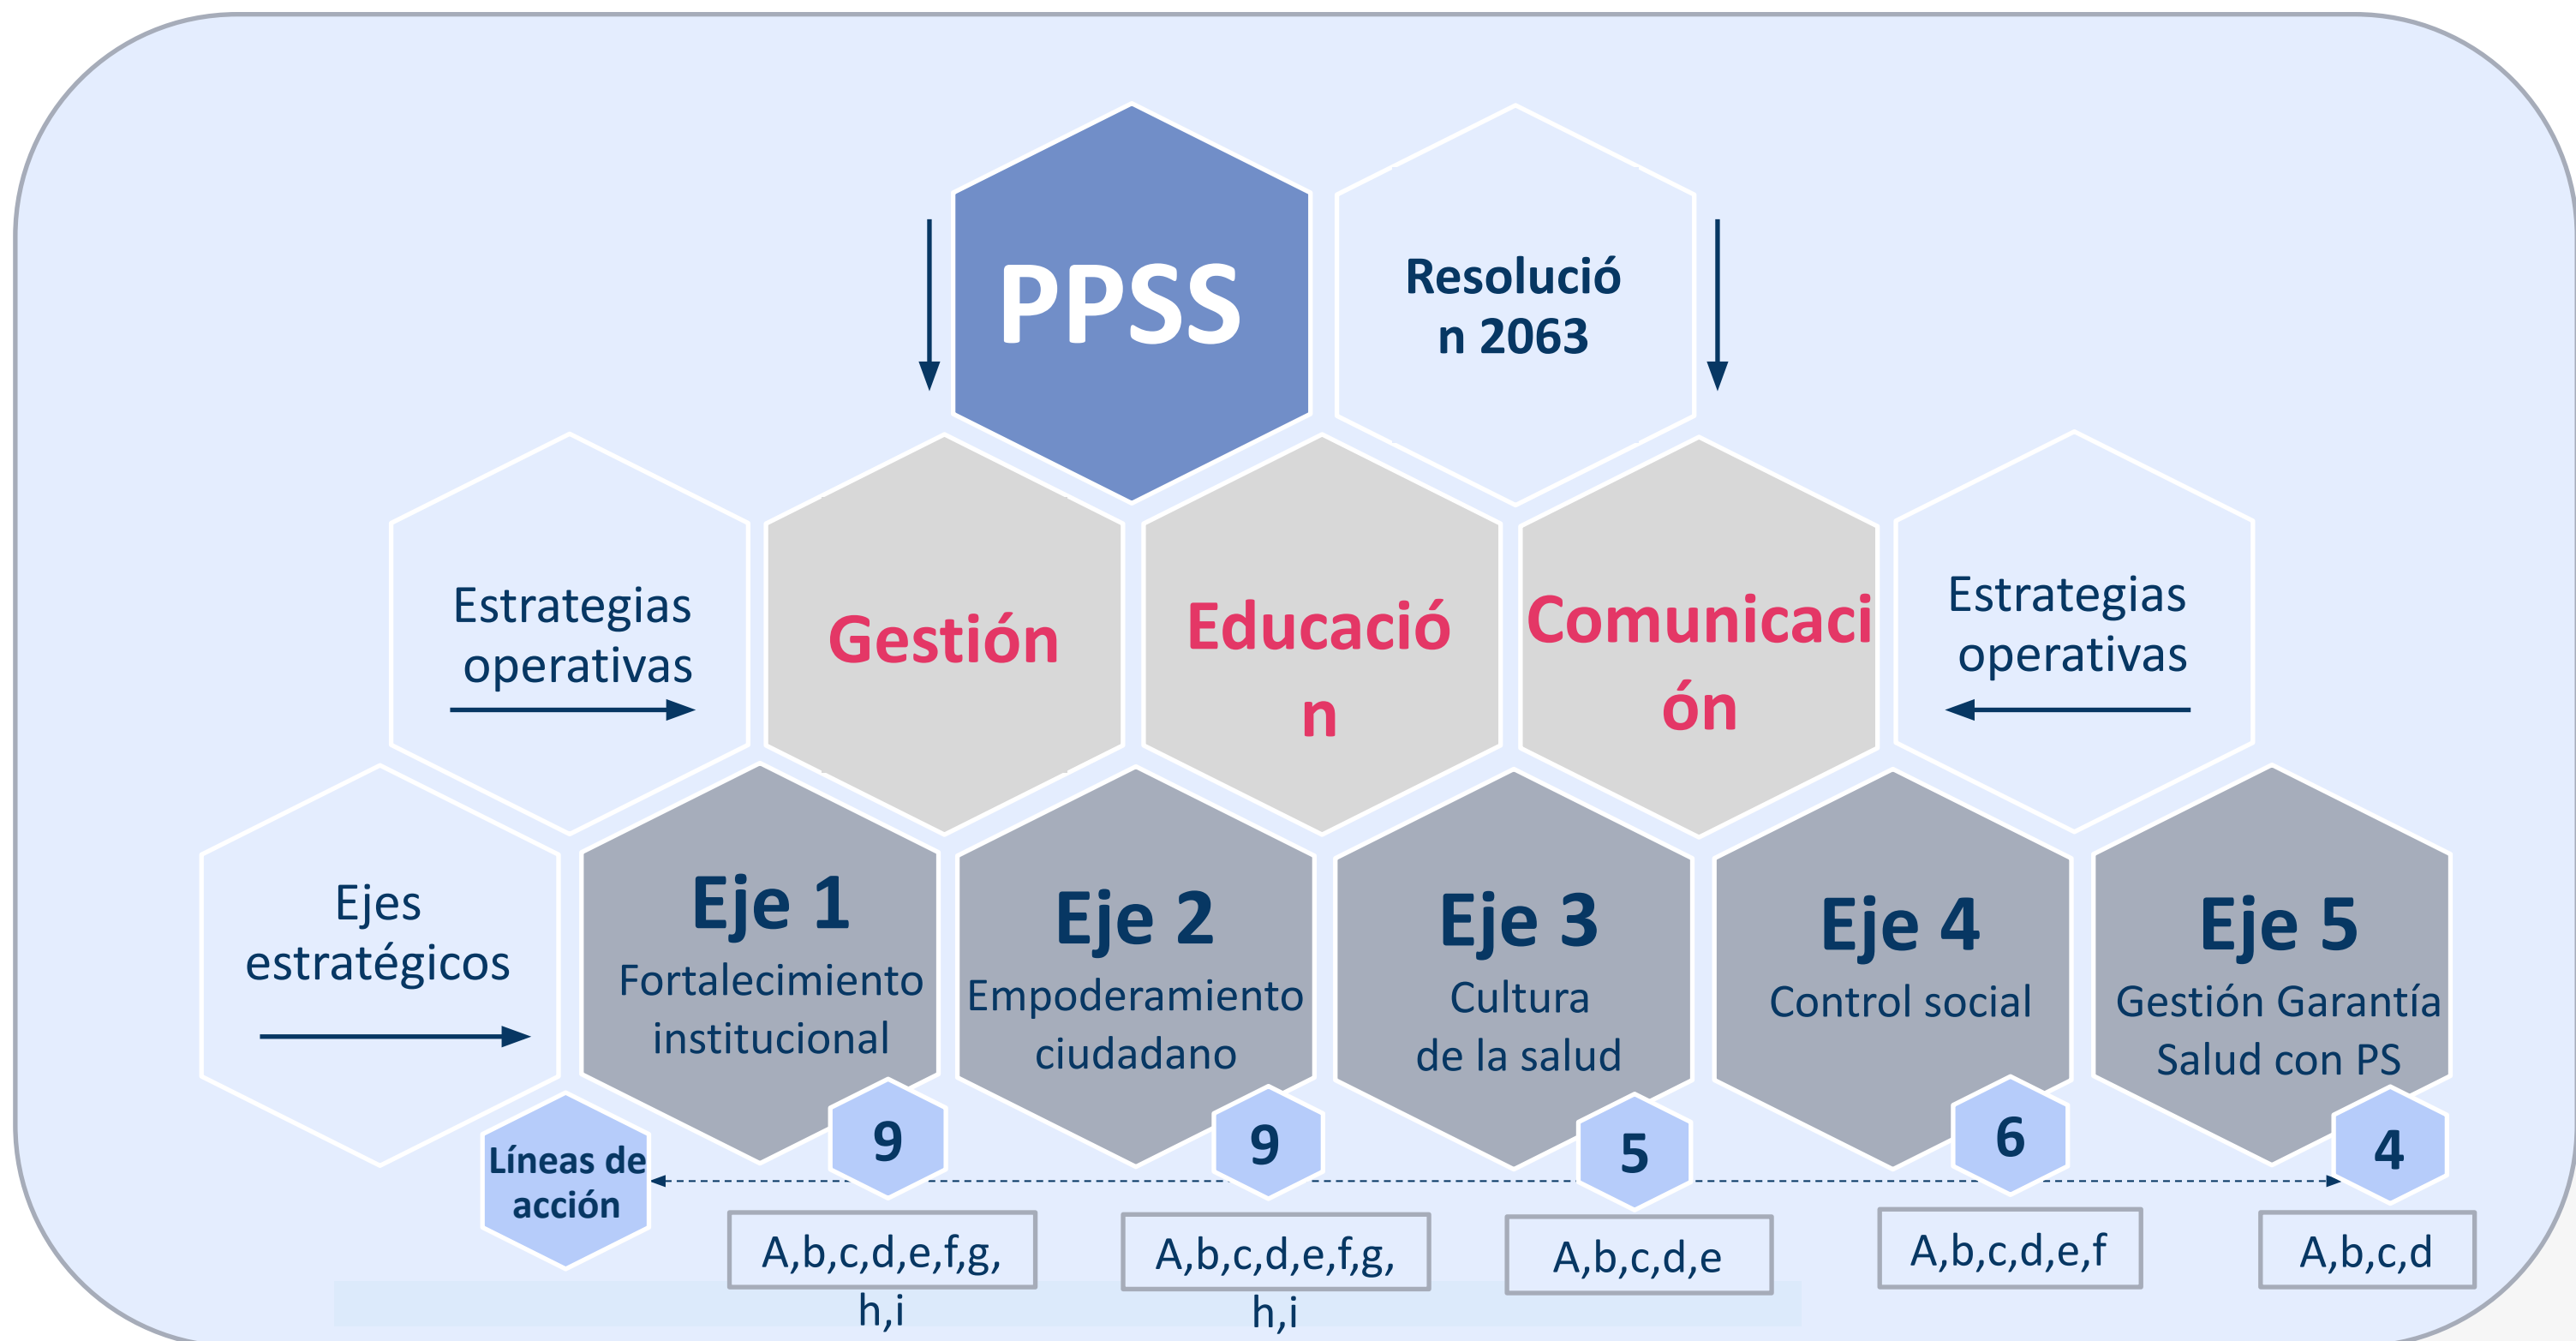 PPSS
Resolució
n 2063
Estrategias
operativas
Gestión
Educació
n
Comunicaci
ón
Estrategias
operativas
Ejes
estratégicos
Eje 1
Fortalecimiento
institucional
Eje 2
Empoderamiento
ciudadano
Eje 3
Cultura
de la salud
Eje 4
Control social
Eje 5
Gestión Garantía
Salud con PS
Líneas de
acción
9
9
5
6
4
A,b,c,d,e,f,g,
h,i
A,b,c,d,e,f,g,
h,i
A,b,c,d,e
A,b,c,d,e,f
A,b,c,d